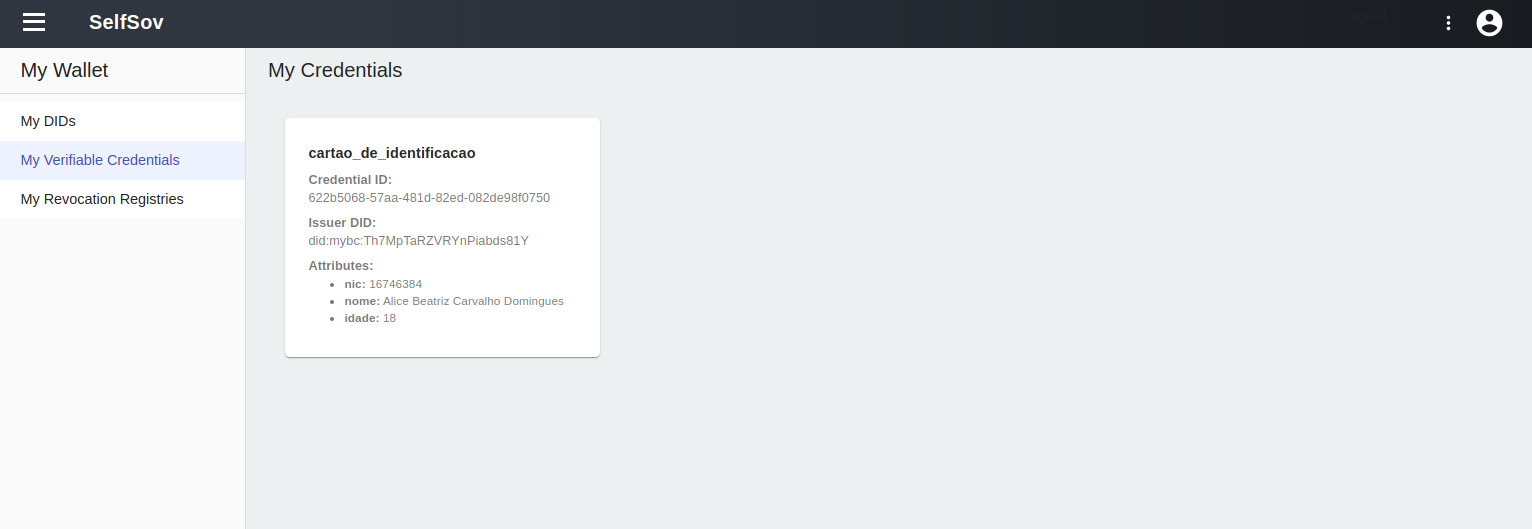 SelfSov
Logout
My Wallet
My DIDs
My Verifiable Credentials
My Revocation Registries
My Credentials
cartao_de_identificacao
Credential ID:
622b5068-57aa-481d-82ed-082de98f0750
Issuer DID:
did:mybc:Th7MpTaRZVRYnPiabds81Y
Attributes:
nic: 16746384
nome: Alice Beatriz Carvalho Domingues
idade: 18